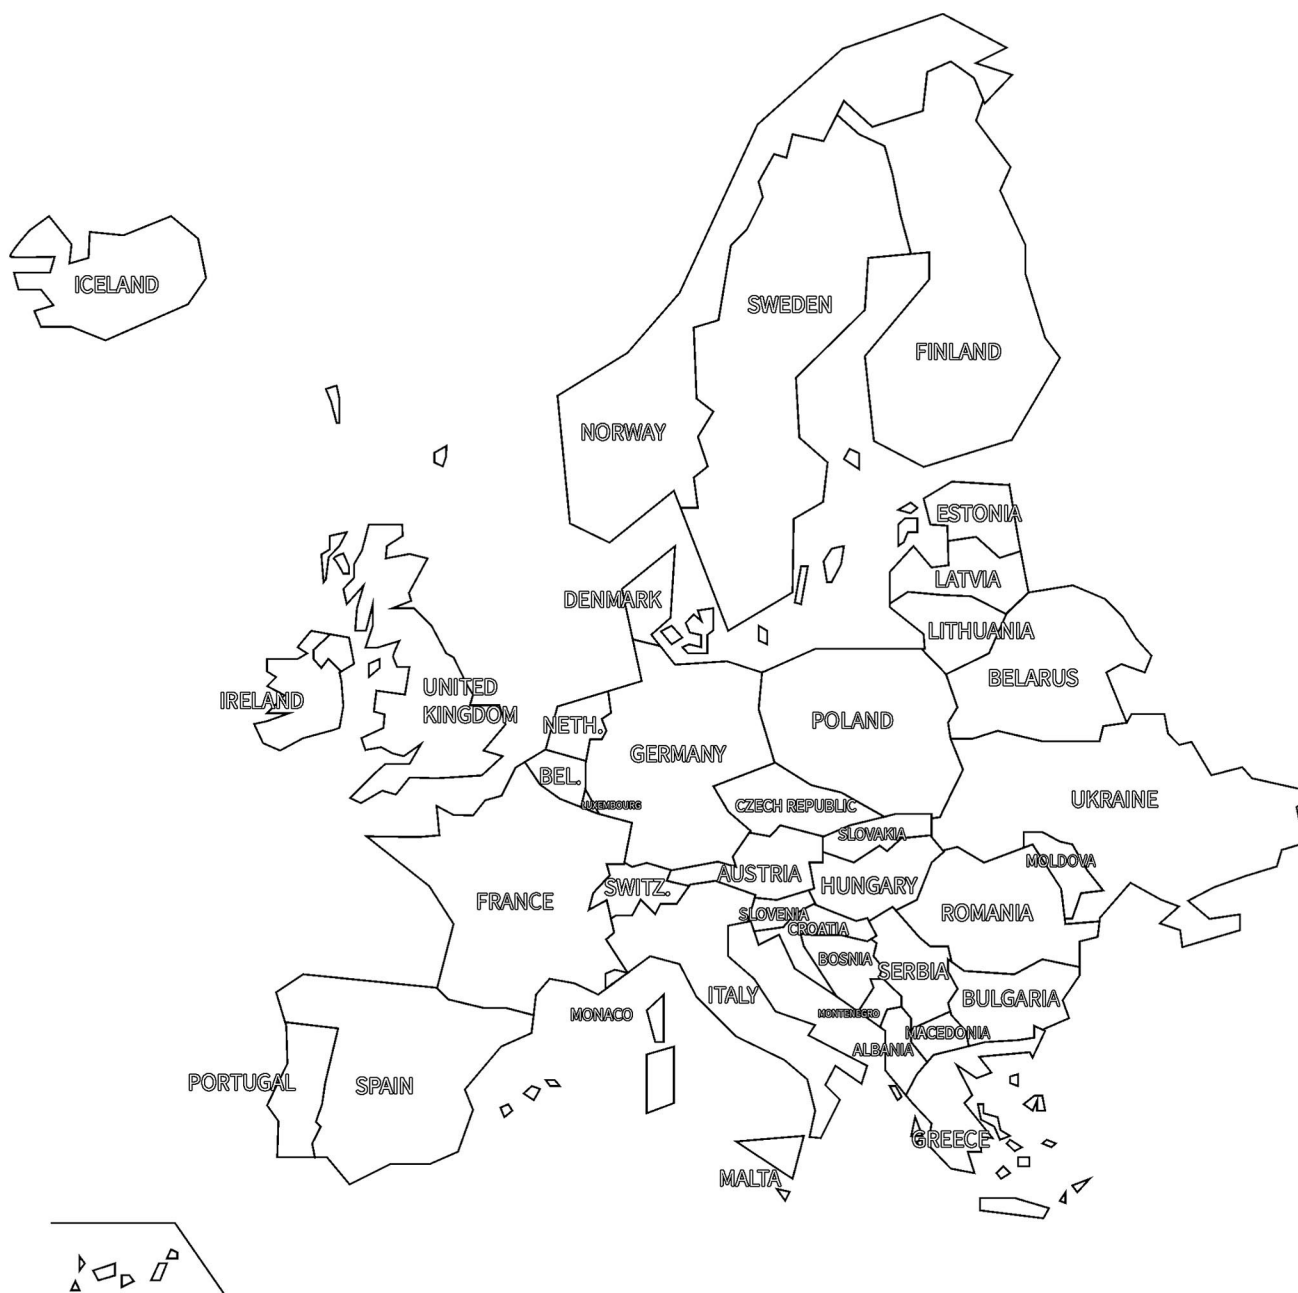 ICELAND
SWEDEN
FINLAND
NORWAY
ESTONIA
LATVIA
DENMARK
LITHUANIA
BELARUS
UNITED
KINGDOM
IRELAND
POLAND
NETH.
GERMANY
BEL.
UKRAINE
LUXEMBOURG
CZECH REPUBLIC
SLOVAKIA
MOLDOVA
AUSTRIA
SWITZ.
HUNGARY
FRANCE
ROMANIA
SLOVENIA
CROATIA
BOSNIA
SERBIA
ITALY
BULGARIA
MONACO
MONTENEGRO
MACEDONIA
ALBANIA
PORTUGAL
SPAIN
GREECE
MALTA